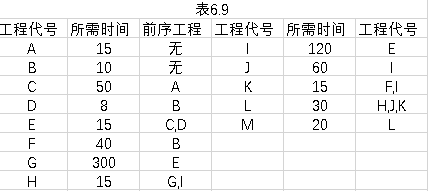 表6.9
工程代号 所需时间 前序工程 工程代号 所需时间 工程代号
A 15 无 I 120 E
B 10 无 J 60 I
C 50 A K 15 F,I
D 8 B L 30 H,J,K
E 15 C,D M 20 L
F 40 B
G 300 E
H 15 G,I